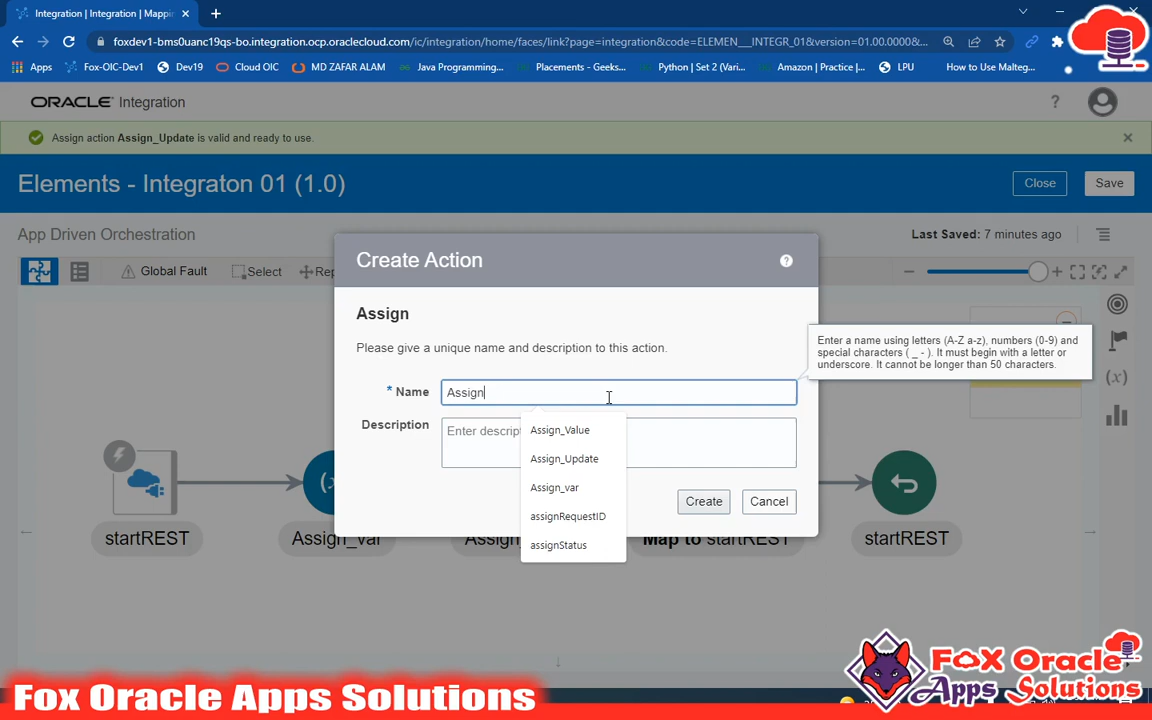 Integration | Integration | Mappin
foxdev1-bms0uanc19qs-bo.integration.ocp.oraclecloud.com/ic/integration/home/faces/link?page=integration&code=ELEMEN___INTEGR_01&version=01.00.0000&...
Apps
Fox-OIC-Dev1
Dev19
Cloud OIC
MD ZAFAR ALAM
Java Programming...
Placements - Geeks...
Python | Set 2 (Vari...
Amazon | Practice |...
LPU
How to Use Malteg...
ORACLE Integration
?
Assign action Assign_Update is valid and ready to use.
Elements - Integraton 01 (1.0)
Close
Save
App Driven Orchestration
Last Saved: 7 minutes ago
Global Fault
Select
Rep
Create Action
?
Assign
Please give a unique name and description to this action.
Enter a name using letters (A-Z a-z), numbers (0-9) and
special characters ( _ - ). It must begin with a letter or
underscore. It cannot be longer than 50 characters.
* Name
Assign
Description
Enter descrip
Assign_Value
Assign_Update
Assign_var
assignRequestID
assignStatus
Create
Cancel
(x)
startREST
Assign_var
Assign
Map to startREST
startREST
Fox Oracle Apps Solutions
FOX Oracle
Apps Solutions